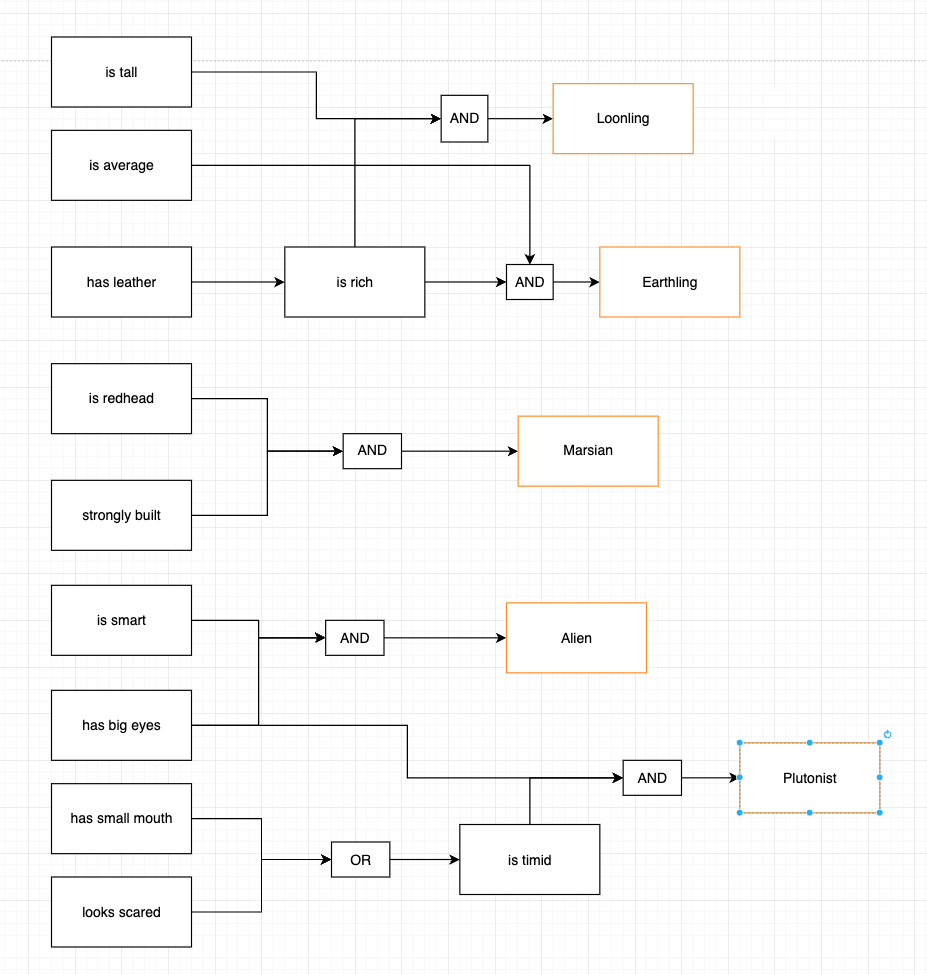 is tall
AND
Loonling
is average
has leather
is rich
AND
Earthling
is redhead
AND
Marsian
strongly built
is smart
AND
Alien
has big eyes
AND
Plutonist
has small mouth
OR
is timid
looks scared